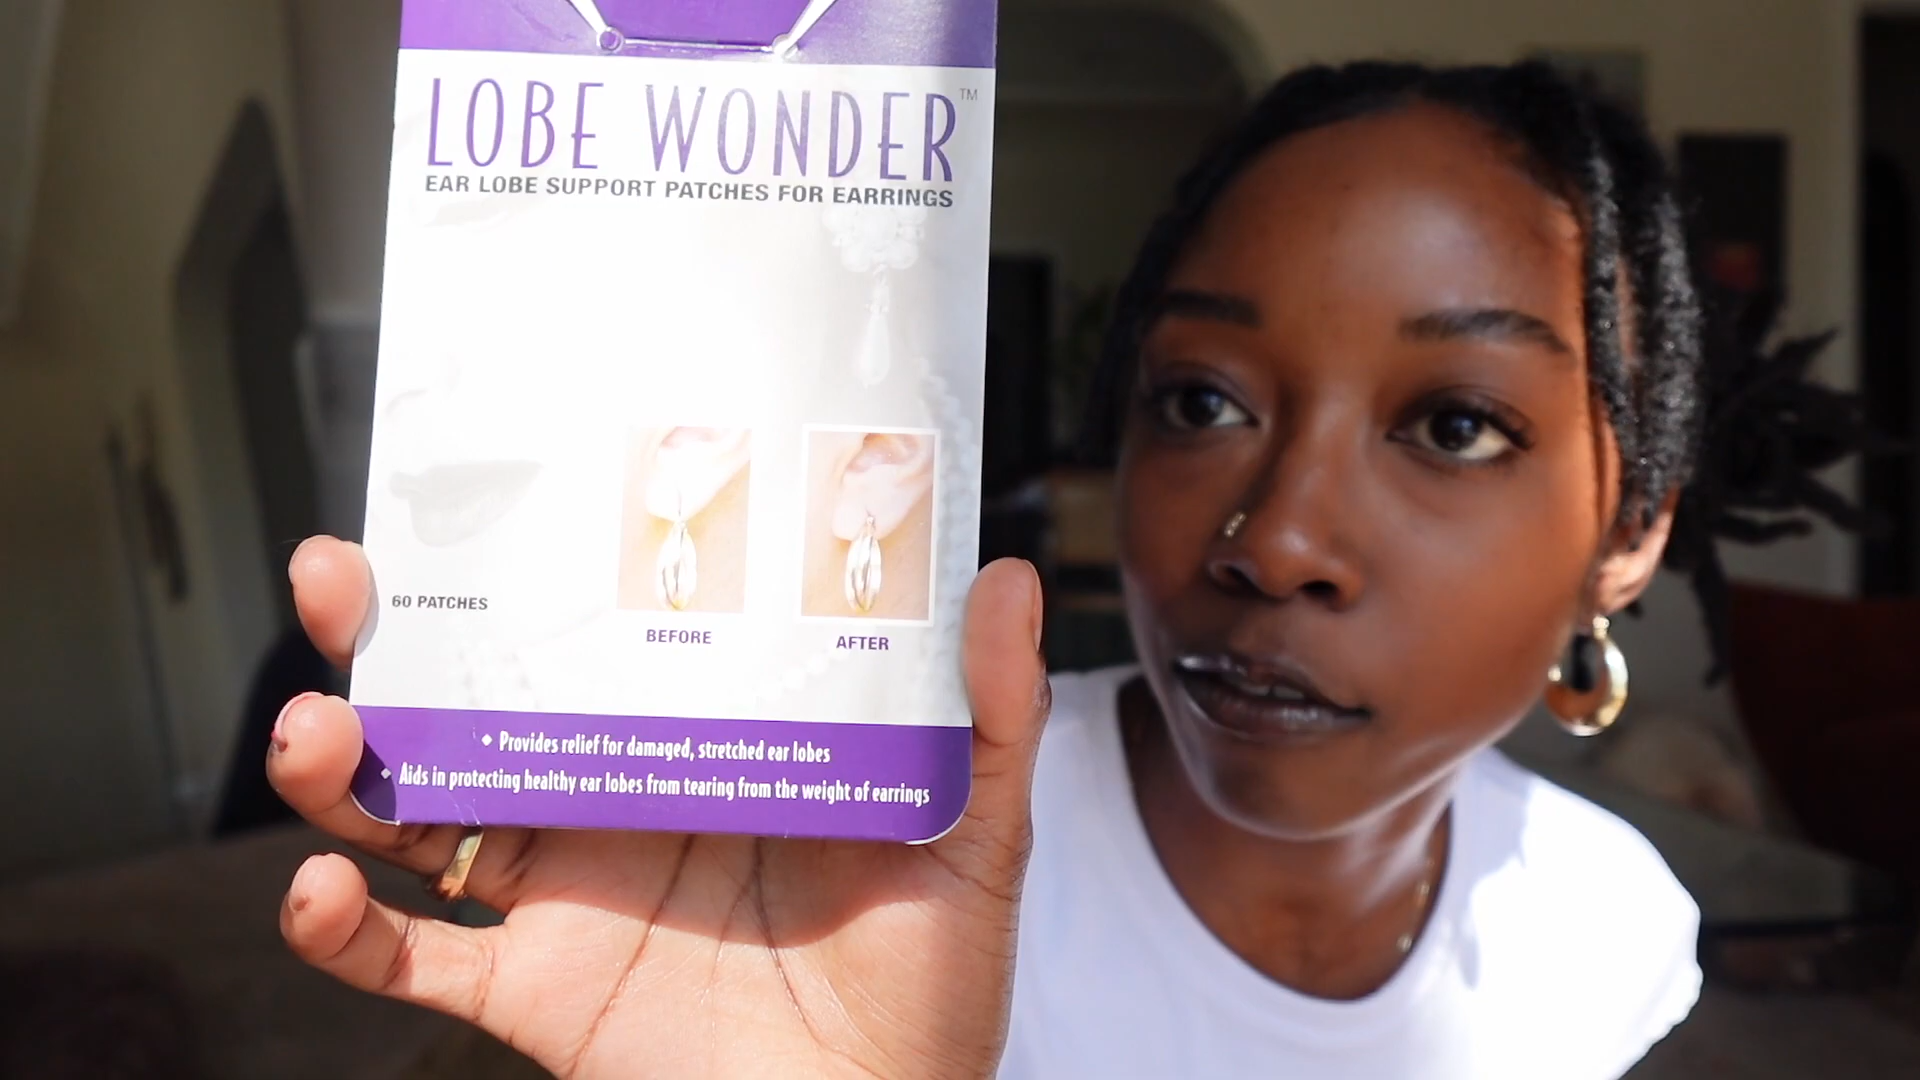 LOBE WONDER™
EAR LOBE SUPPORT PATCHES FOR EARRINGS
60 PATCHES
BEFORE
AFTER
• Provides relief for damaged, stretched ear lobes
• Aids in protecting healthy ear lobes from tearing from the weight of earrings